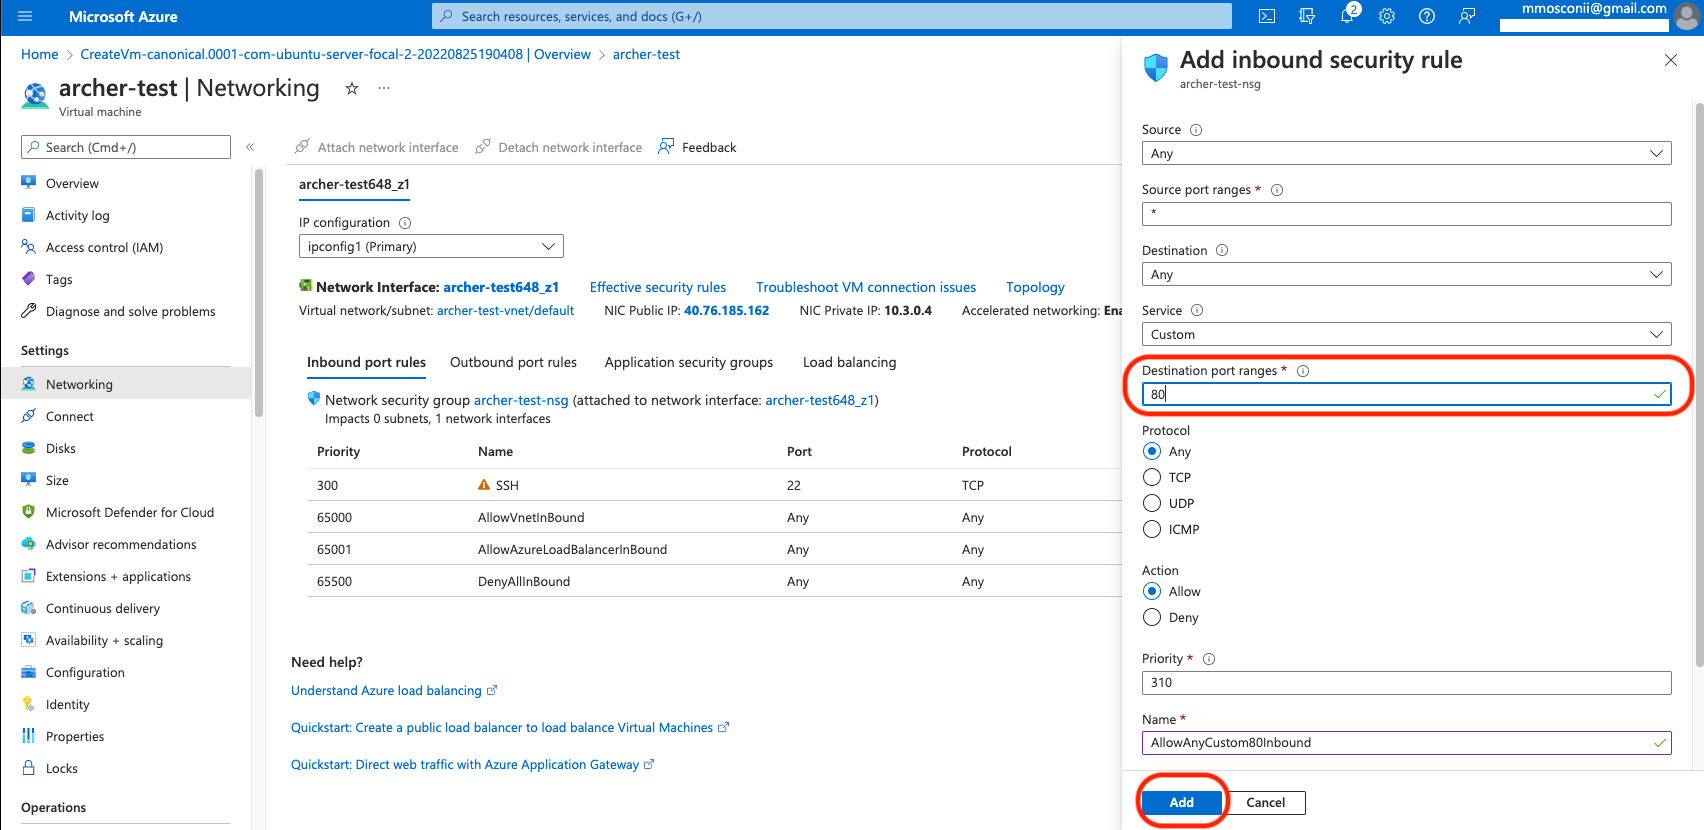 Microsoft Azure
Search resources, services, and docs (G+/)
2
mmosconii@gmail.com
Home > CreateVm-canonical.0001-com-ubuntu-server-focal-2-20220825190408 | Overview > archer-test
archer-test | Networking
Virtual machine
Search (Cmd+/)
Overview
Activity log
Access control (IAM)
Tags
Diagnose and solve problems
Settings
Networking
Connect
Disks
Size
Microsoft Defender for Cloud
Advisor recommendations
Extensions + applications
Continuous delivery
Availability + scaling
Configuration
Identity
Properties
Locks
Operations
Attach network interface
Detach network interface
Feedback
archer-test648_z1
IP configuration
ipconfig1 (Primary)
Network Interface: archer-test648_z1 Effective security rules Troubleshoot VM connection issues Topology
Virtual network/subnet: archer-test-vnet/default NIC Public IP: 40.76.185.162 NIC Private IP: 10.3.0.4 Accelerated networking: Ena
Inbound port rules Outbound port rules Application security groups Load balancing
Network security group archer-test-nsg (attached to network interface: archer-test648_z1)
Impacts 0 subnets, 1 network interfaces
Priority Name Port Protocol
300 SSH 22 TCP
65000 AllowVnetInBound Any Any
65001 AllowAzureLoadBalancerInBound Any Any
65500 DenyAllInBound Any Any
Need help?
Understand Azure load balancing
Quickstart: Create a public load balancer to load balance Virtual Machines
Quickstart: Direct web traffic with Azure Application Gateway
Add inbound security rule
archer-test-nsg
Source
Any
Source port ranges *
*
Destination
Any
Service
Custom
Destination port ranges *
80
Protocol
Any
TCP
UDP
ICMP
Action
Allow
Deny
Priority *
310
Name *
AllowAnyCustom80Inbound
Add Cancel